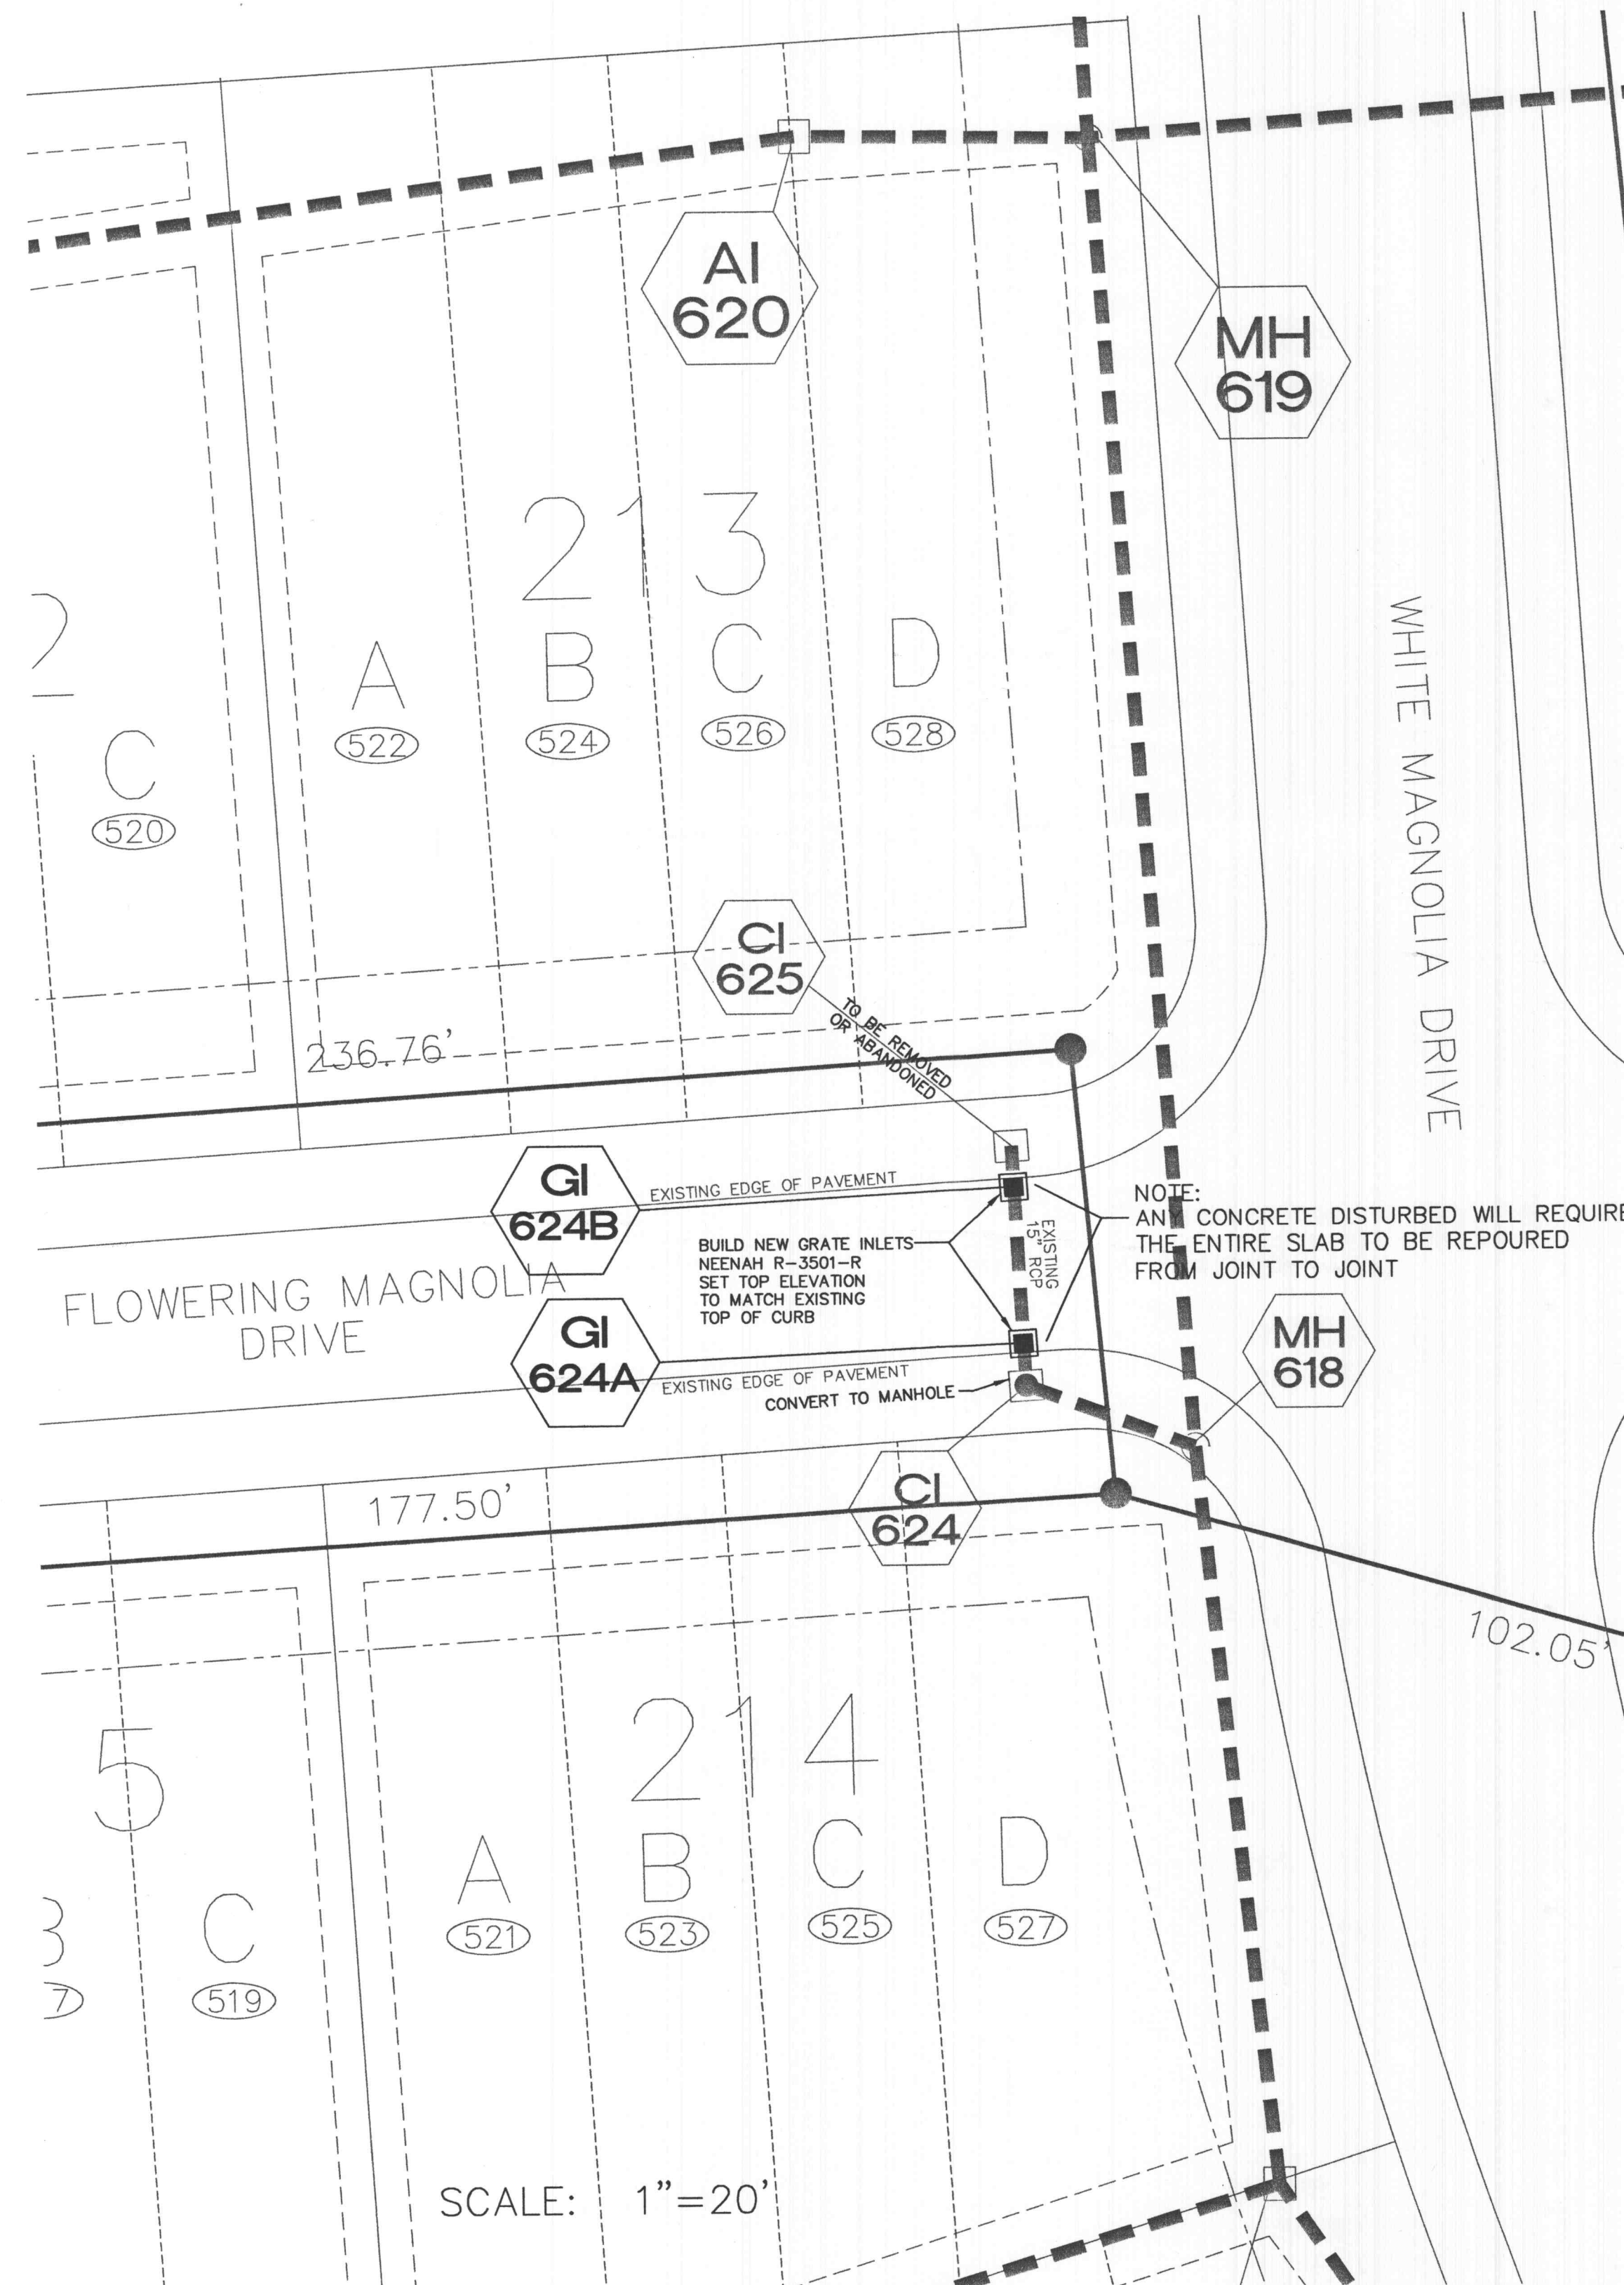 AI
620
MH
619
213
A
B
C
D
522
524
526
528
2
C
520
WHITE MAGNOLIA DRIVE
CI
625
TO BE REMOVED
OR ABANDONED
236.76'
GI
624B
EXISTING EDGE OF PAVEMENT
BUILD NEW GRATE INLETS
NEENAH R-3501-R
SET TOP ELEVATION
TO MATCH EXISTING
TOP OF CURB
EXISTING
15" RCP
NOTE:
ANY CONCRETE DISTURBED WILL REQUIRE
THE ENTIRE SLAB TO BE REPOURED
FROM JOINT TO JOINT
FLOWERING MAGNOLIA
DRIVE
GI
624A
EXISTING EDGE OF PAVEMENT
CONVERT TO MANHOLE
MH
618
CI
624
177.50'
102.05'
5
214
A
B
C
D
521
523
525
527
C
519
7
SCALE: 1"=20'